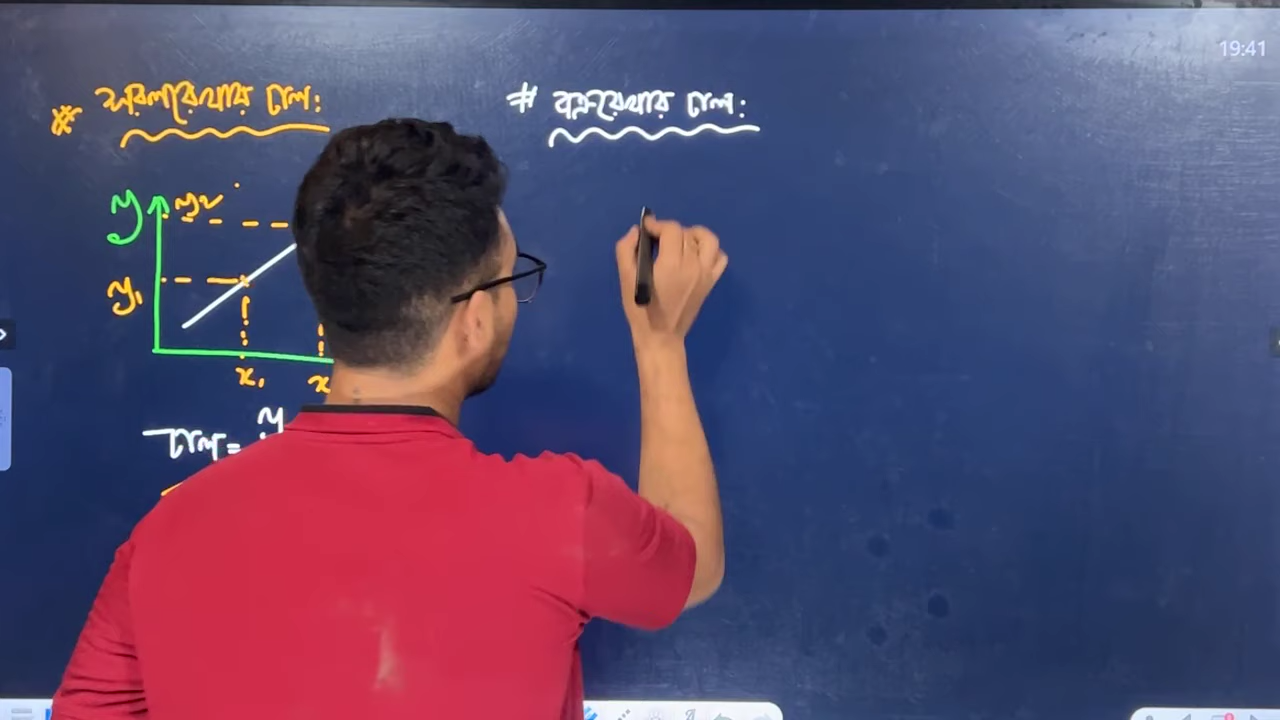 19:41
# সরলরেখার ঢাল:
# বক্ররেখার ঢাল:
y
y₂
y₁
x₁
x
ঢাল = y